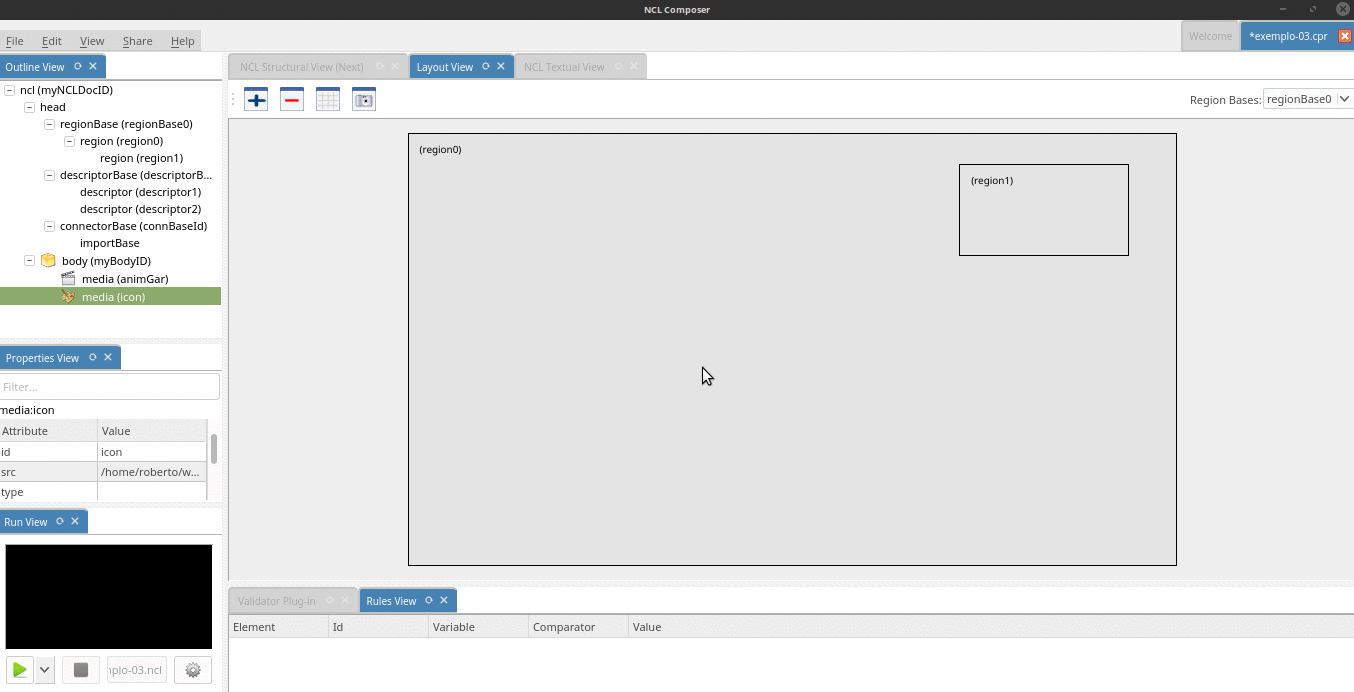 NCL Composer
File Edit View Share Help
Welcome
*exemplo-03.cpr
Outline View
ncl (myNCLDocID)
head
regionBase (regionBase0)
region (region0)
region (region1)
descriptorBase (descriptorB...
descriptor (descriptor1)
descriptor (descriptor2)
connectorBase (connBaseId)
importBase
body (myBodyID)
media (animGar)
media (icon)
Properties View
Filter...
media:icon
Attribute Value
id icon
src /home/roberto/w...
type
Run View
plo-03.ncl
NCL Structural View (Next)
Layout View
NCL Textual View
Region Bases: regionBase0
(region0)
(region1)
Validator Plug-in
Rules View
Element Id Variable Comparator Value